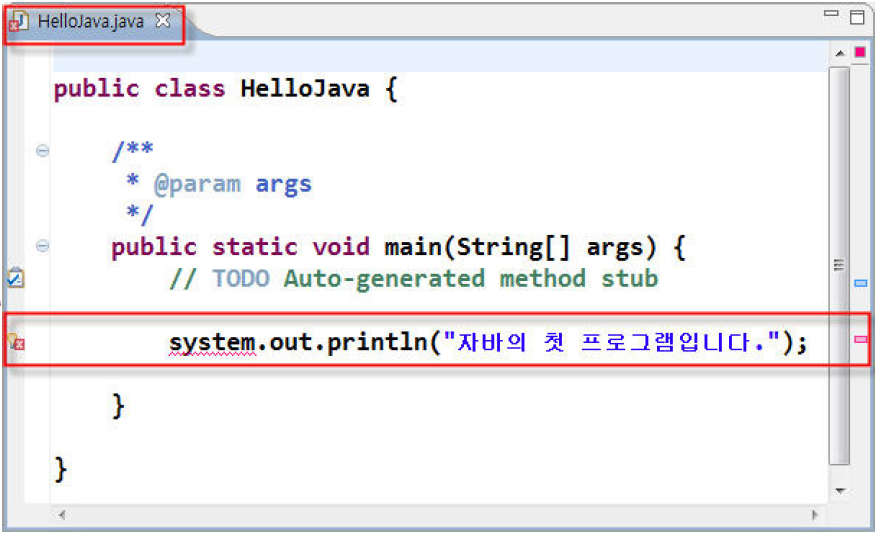 HelloJava.java
public class HelloJava {
/**
* @param args
*/
public static void main(String[] args) {
// TODO Auto-generated method stub
system.out.println("자바의 첫 프로그램입니다.");
}
}